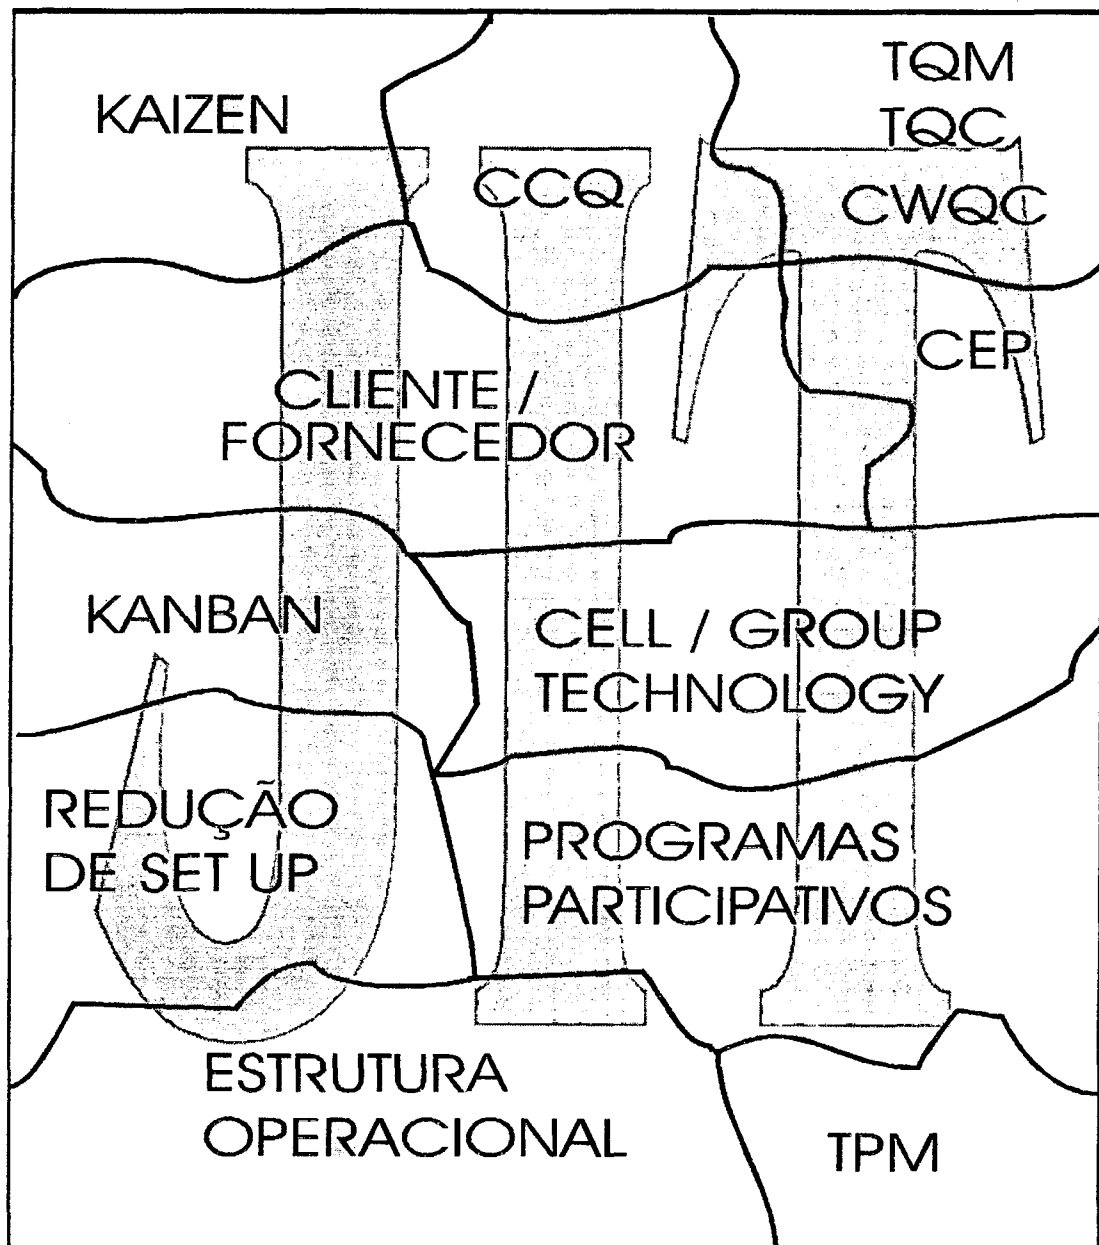 KAIZEN
CCQ
TQM
TQC
CWQC
CLIENTE /
FORNECEDOR
CEP
KANBAN
CELL / GROUP
TECHNOLOGY
REDUÇÃO
DE SET UP
PROGRAMAS
PARTICIPATIVOS
ESTRUTURA
OPERACIONAL
TPM
JIT